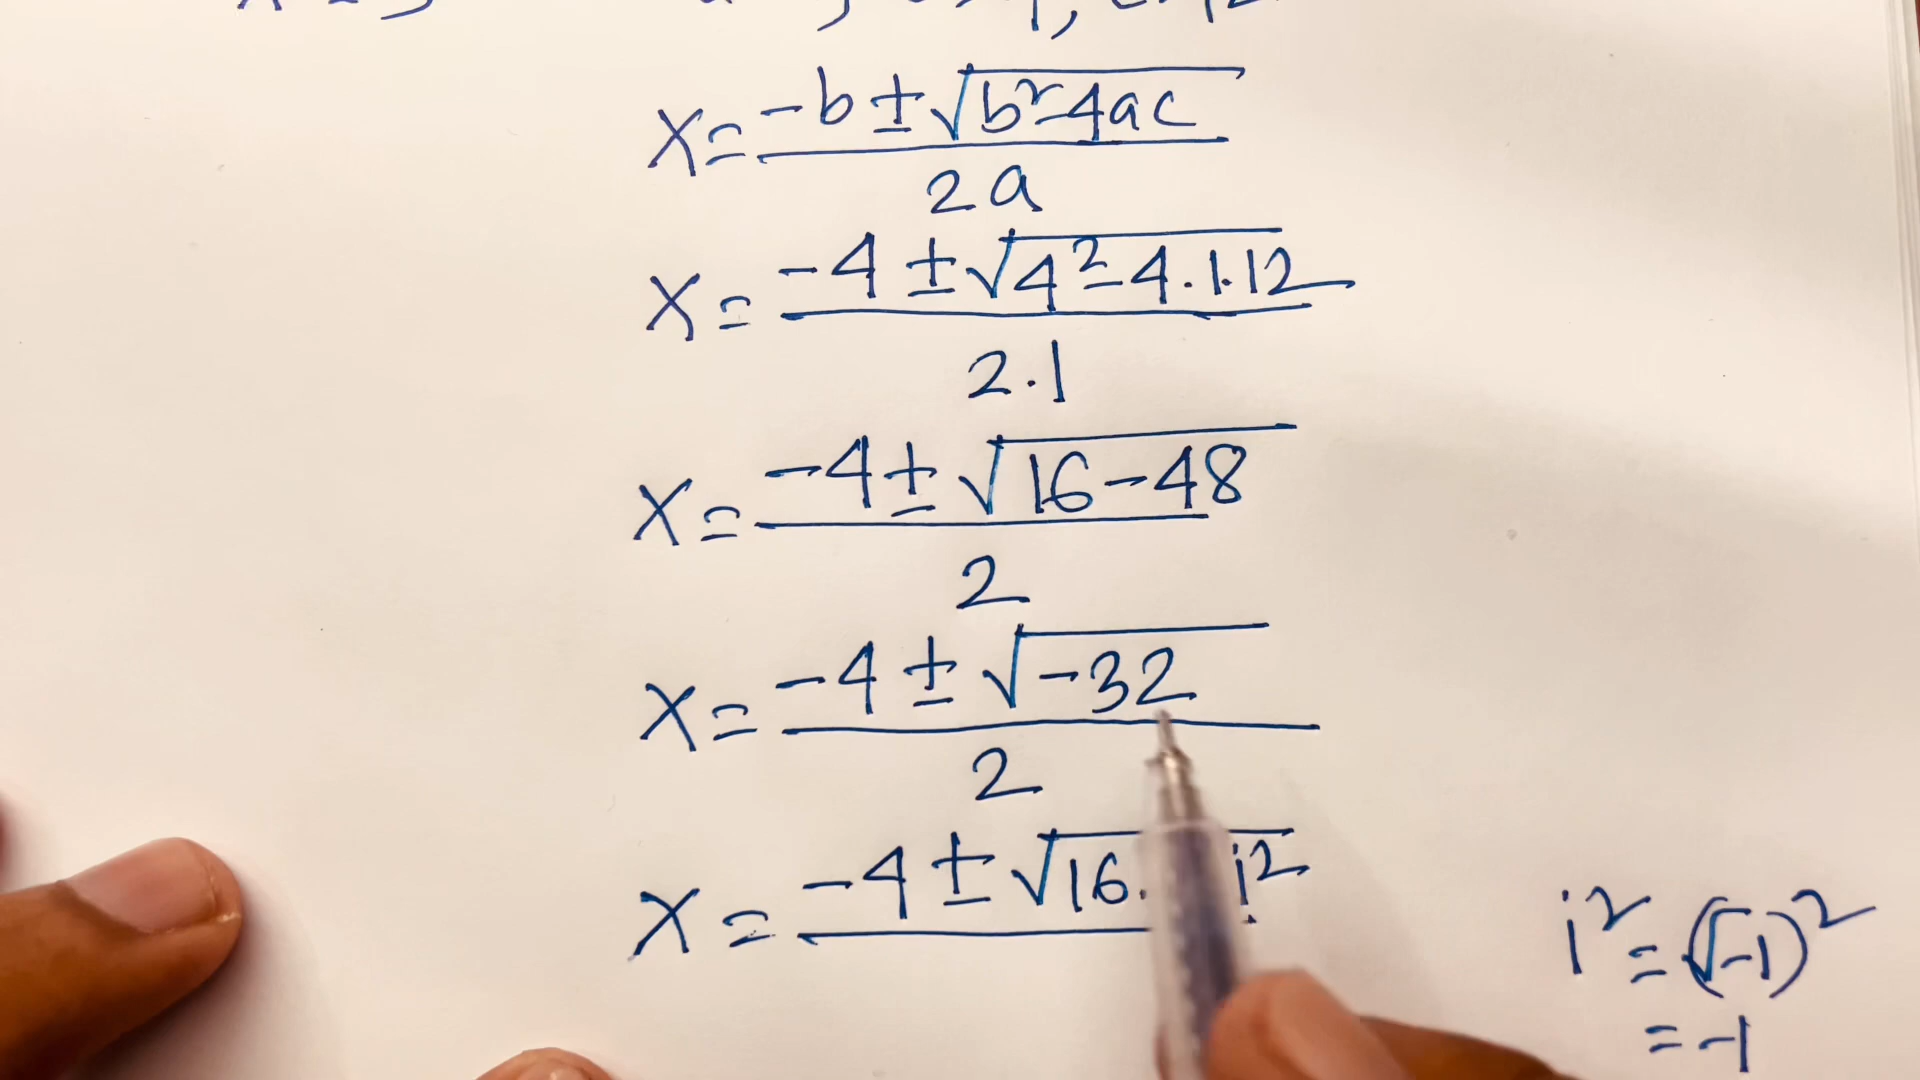 x = (-b ± √(b² - 4ac)) / 2a
x = (-4 ± √(4² - 4.1.12)) / 2.1
x = (-4 ± √(16 - 48)) / 2
x = (-4 ± √(-32)) / 2
x = (-4 ± √(16. i²))
i² = (√-1)²
= -1